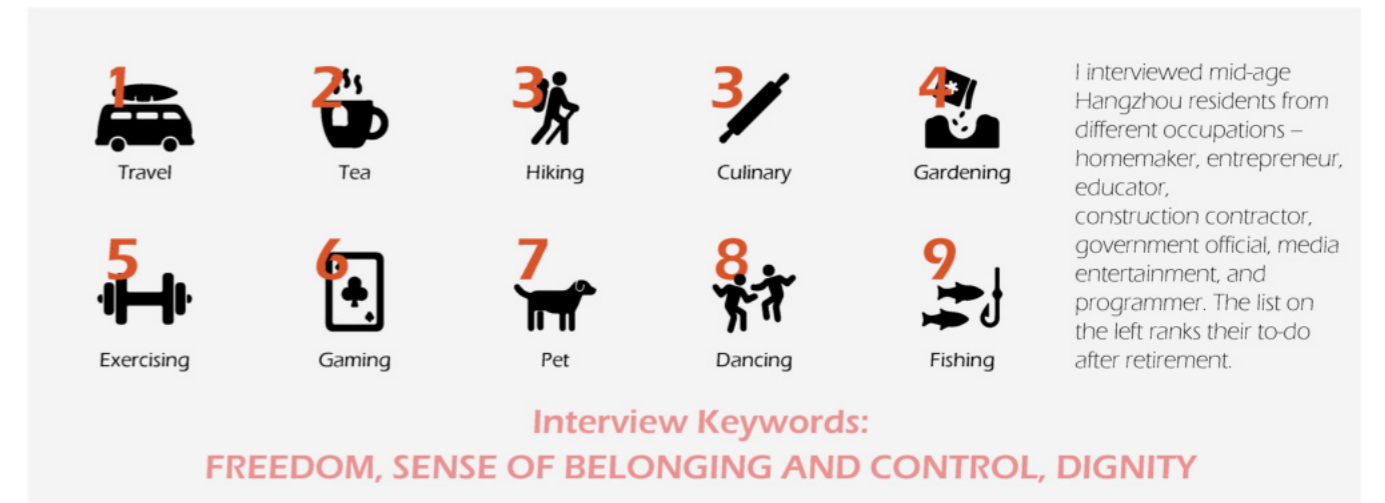 1
Travel
2
Tea
3
Hiking
3
Culinary
4
Gardening
5
Exercising
6
Gaming
7
Pet
8
Dancing
9
Fishing
I interviewed mid-age
Hangzhou residents from
different occupations –
homemaker, entrepreneur,
educator,
construction contractor,
government official, media
entertainment, and
programmer. The list on
the left ranks their to-do
after retirement.
Interview Keywords:
FREEDOM, SENSE OF BELONGING AND CONTROL, DIGNITY